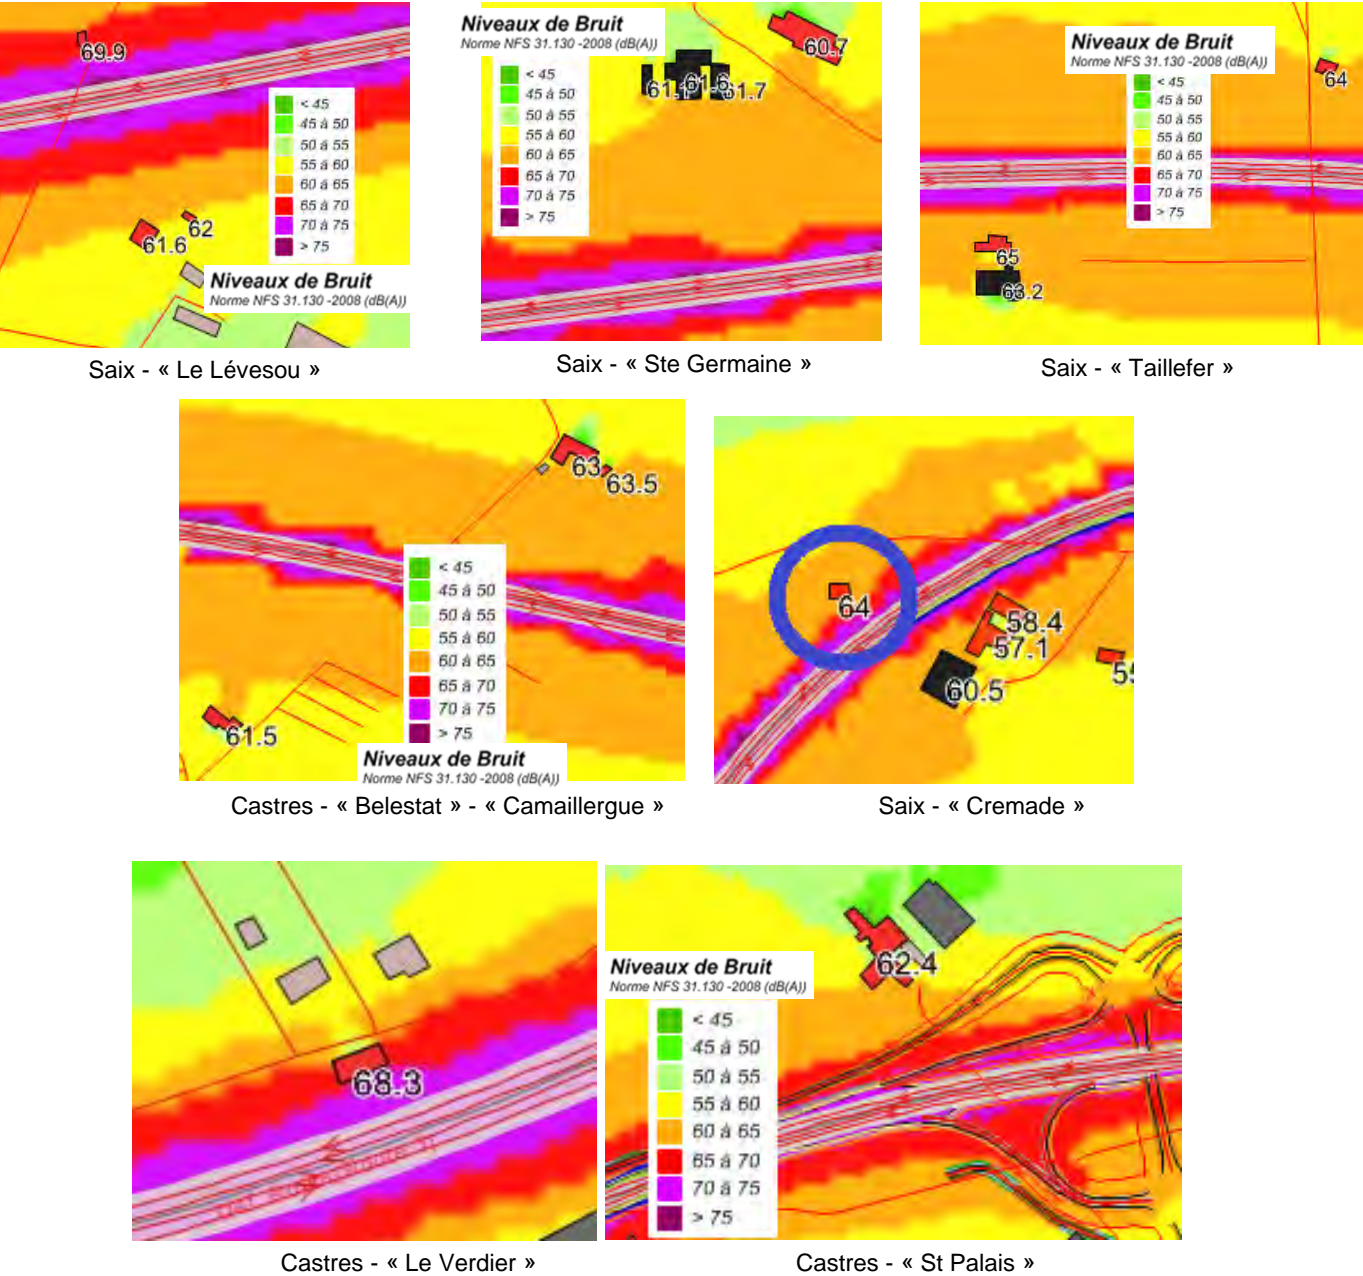 69.9
< 45
45 à 50
50 à 55
55 à 60
60 à 65
65 à 70
70 à 75
> 75
62
61.6
Niveaux de Bruit
Norme NFS 31.130 -2008 (dB(A))
Saix - « Le Lévesou »
Niveaux de Bruit
Norme NFS 31.130 -2008 (dB(A))
60.7
61.6
61.7
< 45
45 à 50
50 à 55
55 à 60
60 à 65
65 à 70
70 à 75
> 75
Saix - « Ste Germaine »
Niveaux de Bruit
Norme NFS 31.130 -2008 (dB(A))
64
< 45
45 à 50
50 à 55
55 à 60
60 à 65
65 à 70
70 à 75
> 75
65
63.2
Saix - « Taillefer »
63
63.5
< 45
45 à 50
50 à 55
55 à 60
60 à 65
65 à 70
70 à 75
> 75
61.5
Niveaux de Bruit
Norme NFS 31.130 -2008 (dB(A))
Castres - « Belestat » - « Camaillergue »
64
58.4
57.1
60.5
Saix - « Cremade »
68.3
Castres - « Le Verdier »
62.4
Niveaux de Bruit
Norme NFS 31.130 -2008 (dB(A))
< 45
45 à 50
50 à 55
55 à 60
60 à 65
65 à 70
70 à 75
> 75
Castres - « St Palais »